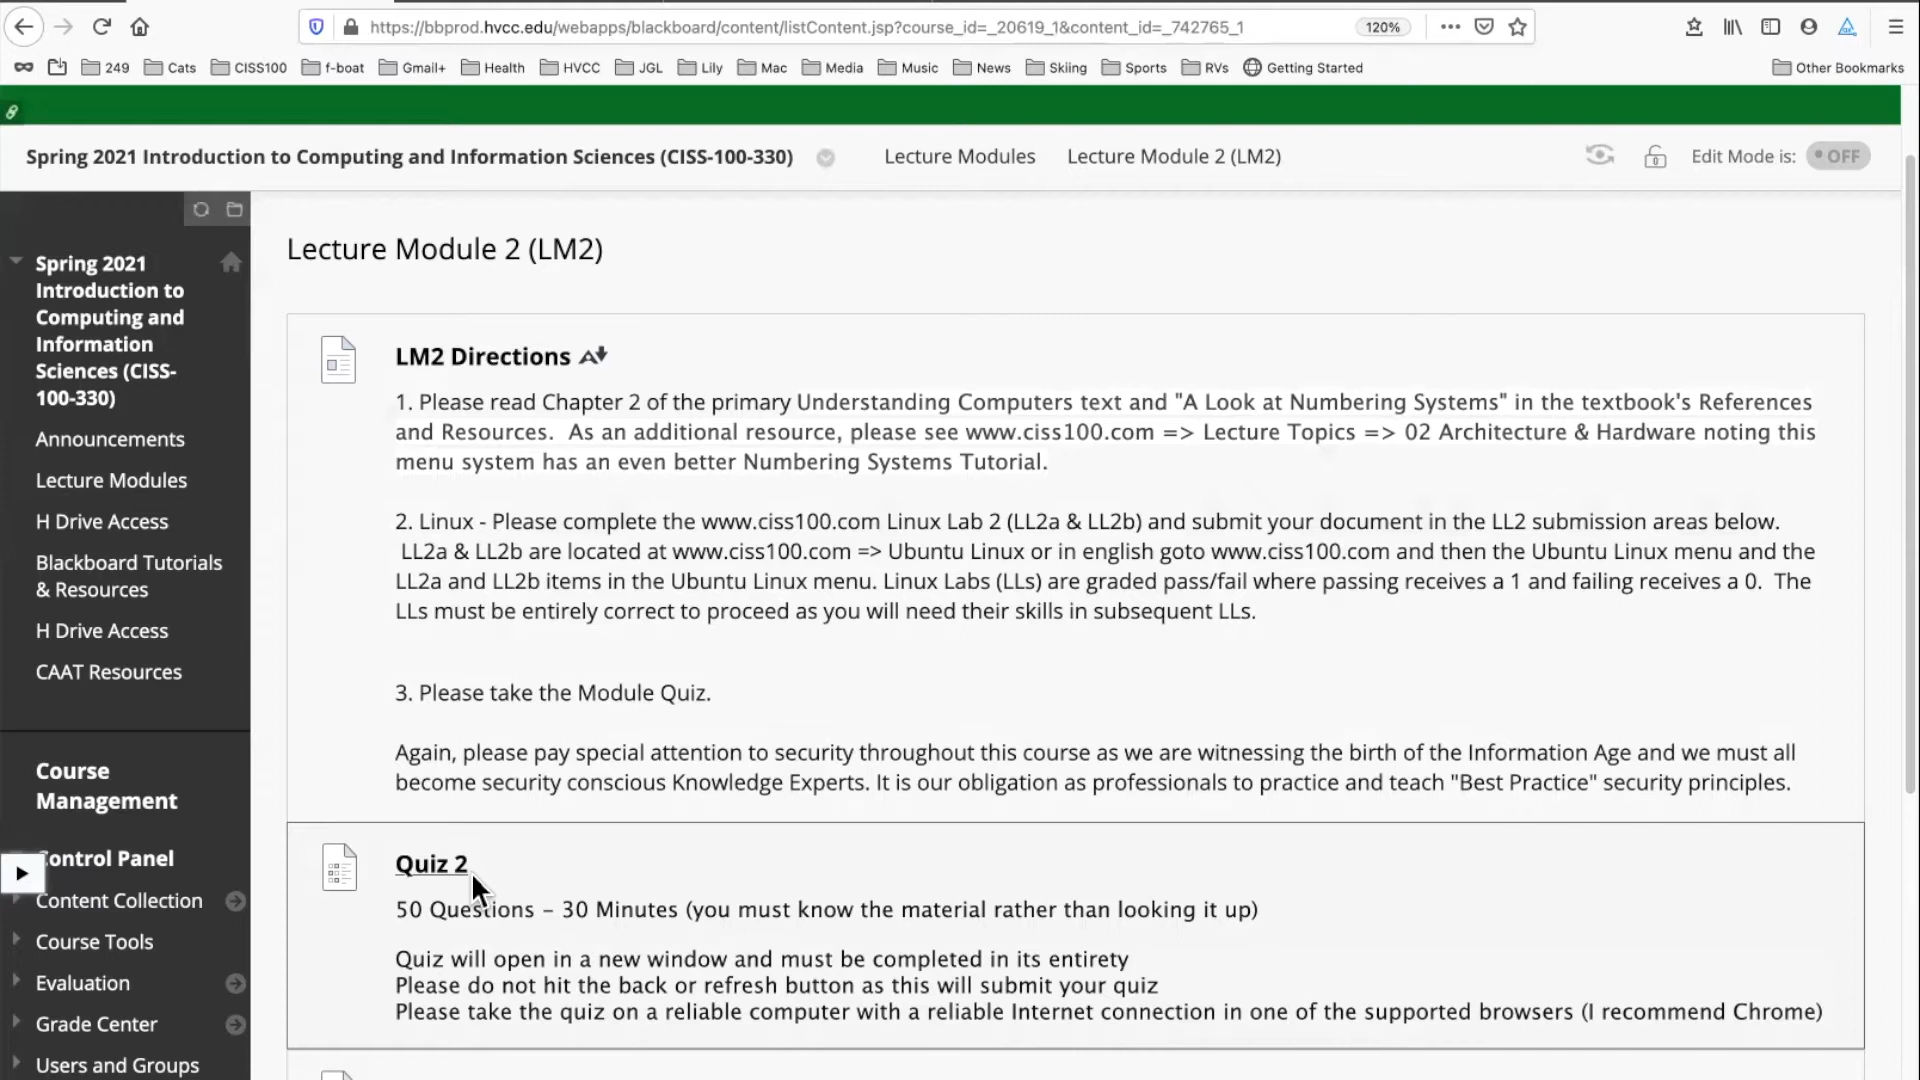 https://bbprod.hvcc.edu/webapps/blackboard/content/listContent.jsp?course_id=_20619_1&content_id=_742765_1
120%
249
Cats
CISS100
f-boat
Gmail+
Health
HVCC
JGL
Lily
Mac
Media
Music
News
Skiing
Sports
RVs
Getting Started
Other Bookmarks
Spring 2021 Introduction to Computing and Information Sciences (CISS-100-330)
Lecture Modules
Lecture Module 2 (LM2)
Edit Mode is:
OFF
Spring 2021
Introduction to
Computing and
Information
Sciences (CISS-
100-330)
Announcements
Lecture Modules
H Drive Access
Blackboard Tutorials
& Resources
H Drive Access
CAAT Resources
Course
Management
ontrol Panel
Content Collection
Course Tools
Evaluation
Grade Center
Users and Groups
Lecture Module 2 (LM2)
LM2 Directions
1. Please read Chapter 2 of the primary Understanding Computers text and "A Look at Numbering Systems" in the textbook's References
and Resources.  As an additional resource, please see www.ciss100.com => Lecture Topics => 02 Architecture & Hardware noting this
menu system has an even better Numbering Systems Tutorial.
2. Linux - Please complete the www.ciss100.com Linux Lab 2 (LL2a & LL2b) and submit your document in the LL2 submission areas below.
LL2a & LL2b are located at www.ciss100.com => Ubuntu Linux or in english goto www.ciss100.com and then the Ubuntu Linux menu and the
LL2a and LL2b items in the Ubuntu Linux menu. Linux Labs (LLs) are graded pass/fail where passing receives a 1 and failing receives a 0.  The
LLs must be entirely correct to proceed as you will need their skills in subsequent LLs.
3. Please take the Module Quiz.
Again, please pay special attention to security throughout this course as we are witnessing the birth of the Information Age and we must all
become security conscious Knowledge Experts. It is our obligation as professionals to practice and teach "Best Practice" security principles.
Quiz 2
50 Questions – 30 Minutes (you must know the material rather than looking it up)
Quiz will open in a new window and must be completed in its entirety
Please do not hit the back or refresh button as this will submit your quiz
Please take the quiz on a reliable computer with a reliable Internet connection in one of the supported browsers (I recommend Chrome)